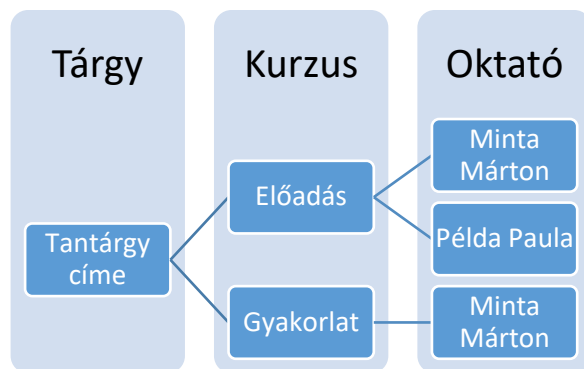 Tárgy
Kurzus
Oktató
Tantárgy
címe
Előadás
Gyakorlat
Minta
Márton
Példa Paula
Minta
Márton